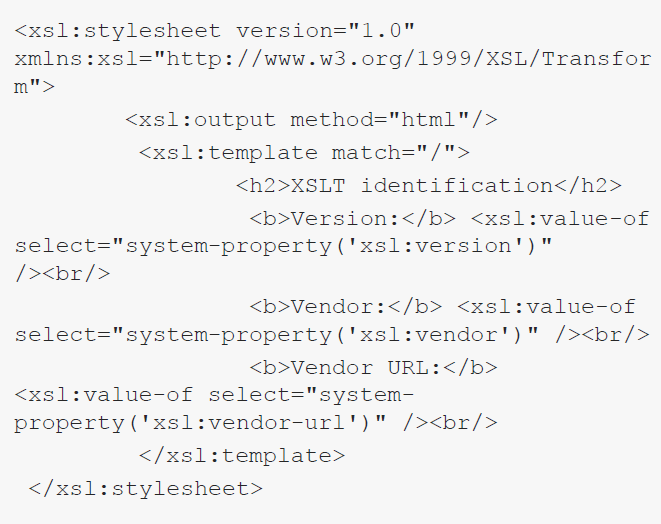 <xsl:stylesheet version="1.0"
xmlns:xsl="http://www.w3.org/1999/XSL/Transfor
m">
<xsl:output method="html"/>
<xsl:template match="/">
<h2>XSLT identification</h2>
<b>Version:</b> <xsl:value-of
select="system-property('xsl:version')"
/><br/>
<b>Vendor:</b> <xsl:value-of
select="system-property('xsl:vendor')" /><br/>
<b>Vendor URL:</b>
<xsl:value-of select="system-
property('xsl:vendor-url')" /><br/>
</xsl:template>
</xsl:stylesheet>